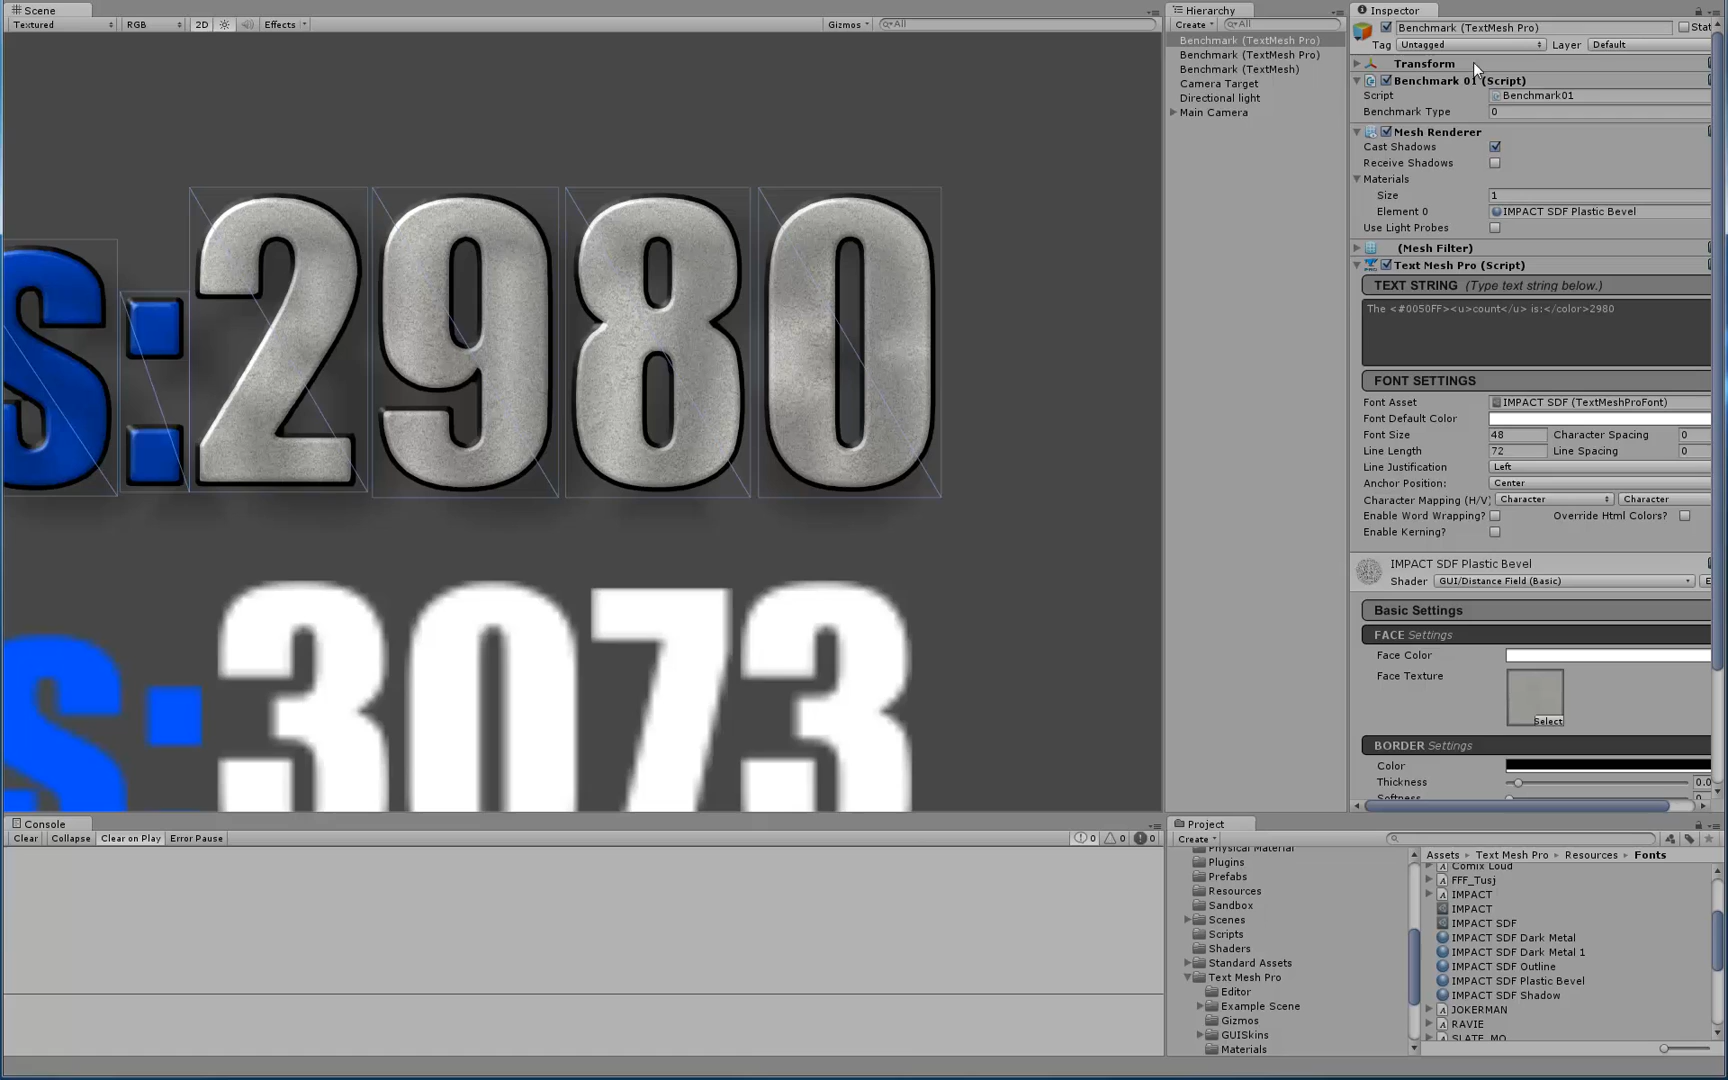 Scene
Textured RGB 2D Effects Gizmos All
S:2980
S:3073
Hierarchy
Create All
Benchmark (TextMesh Pro)
Benchmark (TextMesh Pro)
Benchmark (TextMesh)
Camera Target
Directional light
Main Camera
Inspector
Benchmark (TextMesh Pro) Stat
Tag Untagged Layer Default
Transform
Benchmark 01 (Script)
Script Benchmark01
Benchmark Type 0
Mesh Renderer
Cast Shadows
Receive Shadows
Materials
Size 1
Element 0 IMPACT SDF Plastic Bevel
Use Light Probes
(Mesh Filter)
Text Mesh Pro (Script)
TEXT STRING (Type text string below.)
The <#0050FF><u>count</u> is:</color>2980
FONT SETTINGS
Font Asset IMPACT SDF (TextMeshProFont)
Font Default Color
Font Size 48 Character Spacing 0
Line Length 72 Line Spacing 0
Line Justification Left
Anchor Position: Center
Character Mapping (H/V) Character Character
Enable Word Wrapping? Override Html Colors?
Enable Kerning?
IMPACT SDF Plastic Bevel
Shader GUI/Distance Field (Basic) E
Basic Settings
FACE Settings
Face Color
Face Texture
Select
BORDER Settings
Color
Thickness 0.0
Softness 0
Console
Clear Collapse Clear on Play Error Pause 0 0 0
Project
Create
Physical Material
Plugins
Prefabs
Resources
Sandbox
Scenes
Scripts
Shaders
Standard Assets
Text Mesh Pro
Editor
Example Scene
Gizmos
GUISkins
Materials
Assets Text Mesh Pro Resources Fonts
Comix Loud
FFF_Tusj
IMPACT
IMPACT
IMPACT SDF
IMPACT SDF Dark Metal
IMPACT SDF Dark Metal 1
IMPACT SDF Outline
IMPACT SDF Plastic Bevel
IMPACT SDF Shadow
JOKERMAN
RAVIE
SLATE_MO